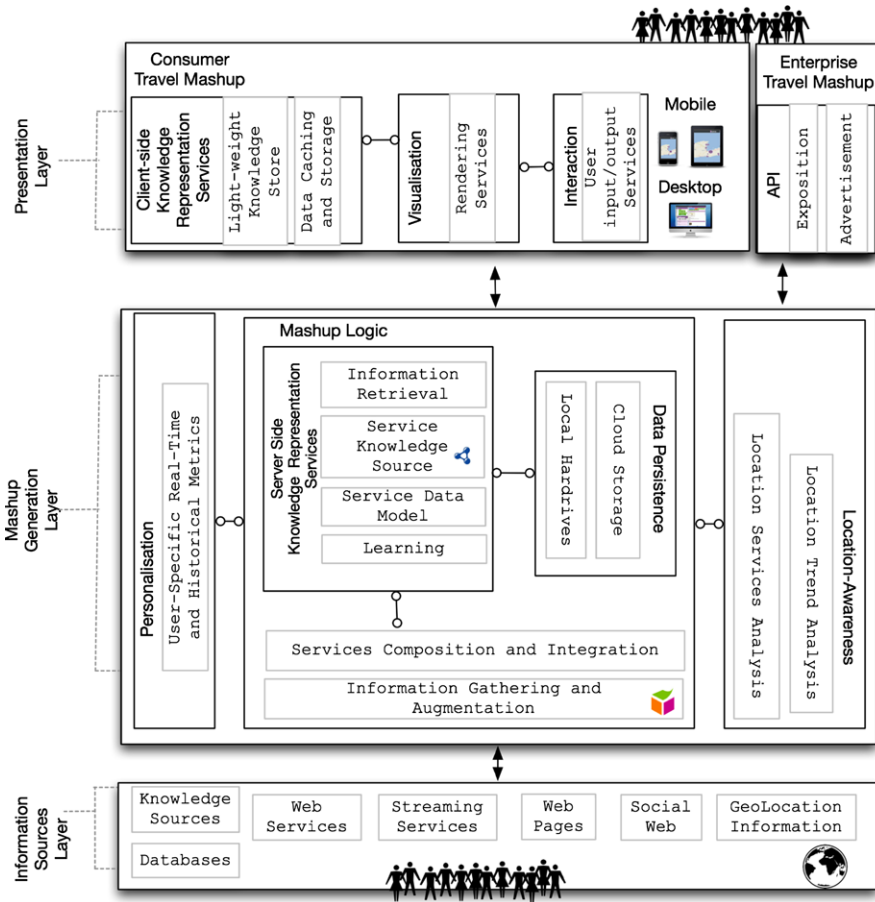 Presentation
Layer
Consumer
Travel Mashup
Client-side
Knowledge
Representation
Services
Light-weight
Knowledge
Store
Data Caching
and Storage
Visualisation
Rendering
Services
Interaction
User
input/output
Services
Mobile
Desktop
Enterprise
Travel Mashup
API
Exposition
Advertisement
Mashup
Generation
Layer
Personalisation
User-Specific Real-Time
and Historical Metrics
Mashup Logic
Server Side
Knowledge Representation
Services
Information
Retrieval
Service
Knowledge
Source
Service Data
Model
Learning
Local Hardrives
Cloud Storage
Data Persistence
Services Composition and Integration
Information Gathering and
Augmentation
Location Services Analysis
Location Trend Analysis
Location-Awareness
Information
Sources
Layer
Knowledge
Sources
Databases
Web
Services
Streaming
Services
Web
Pages
Social
Web
GeoLocation
Information